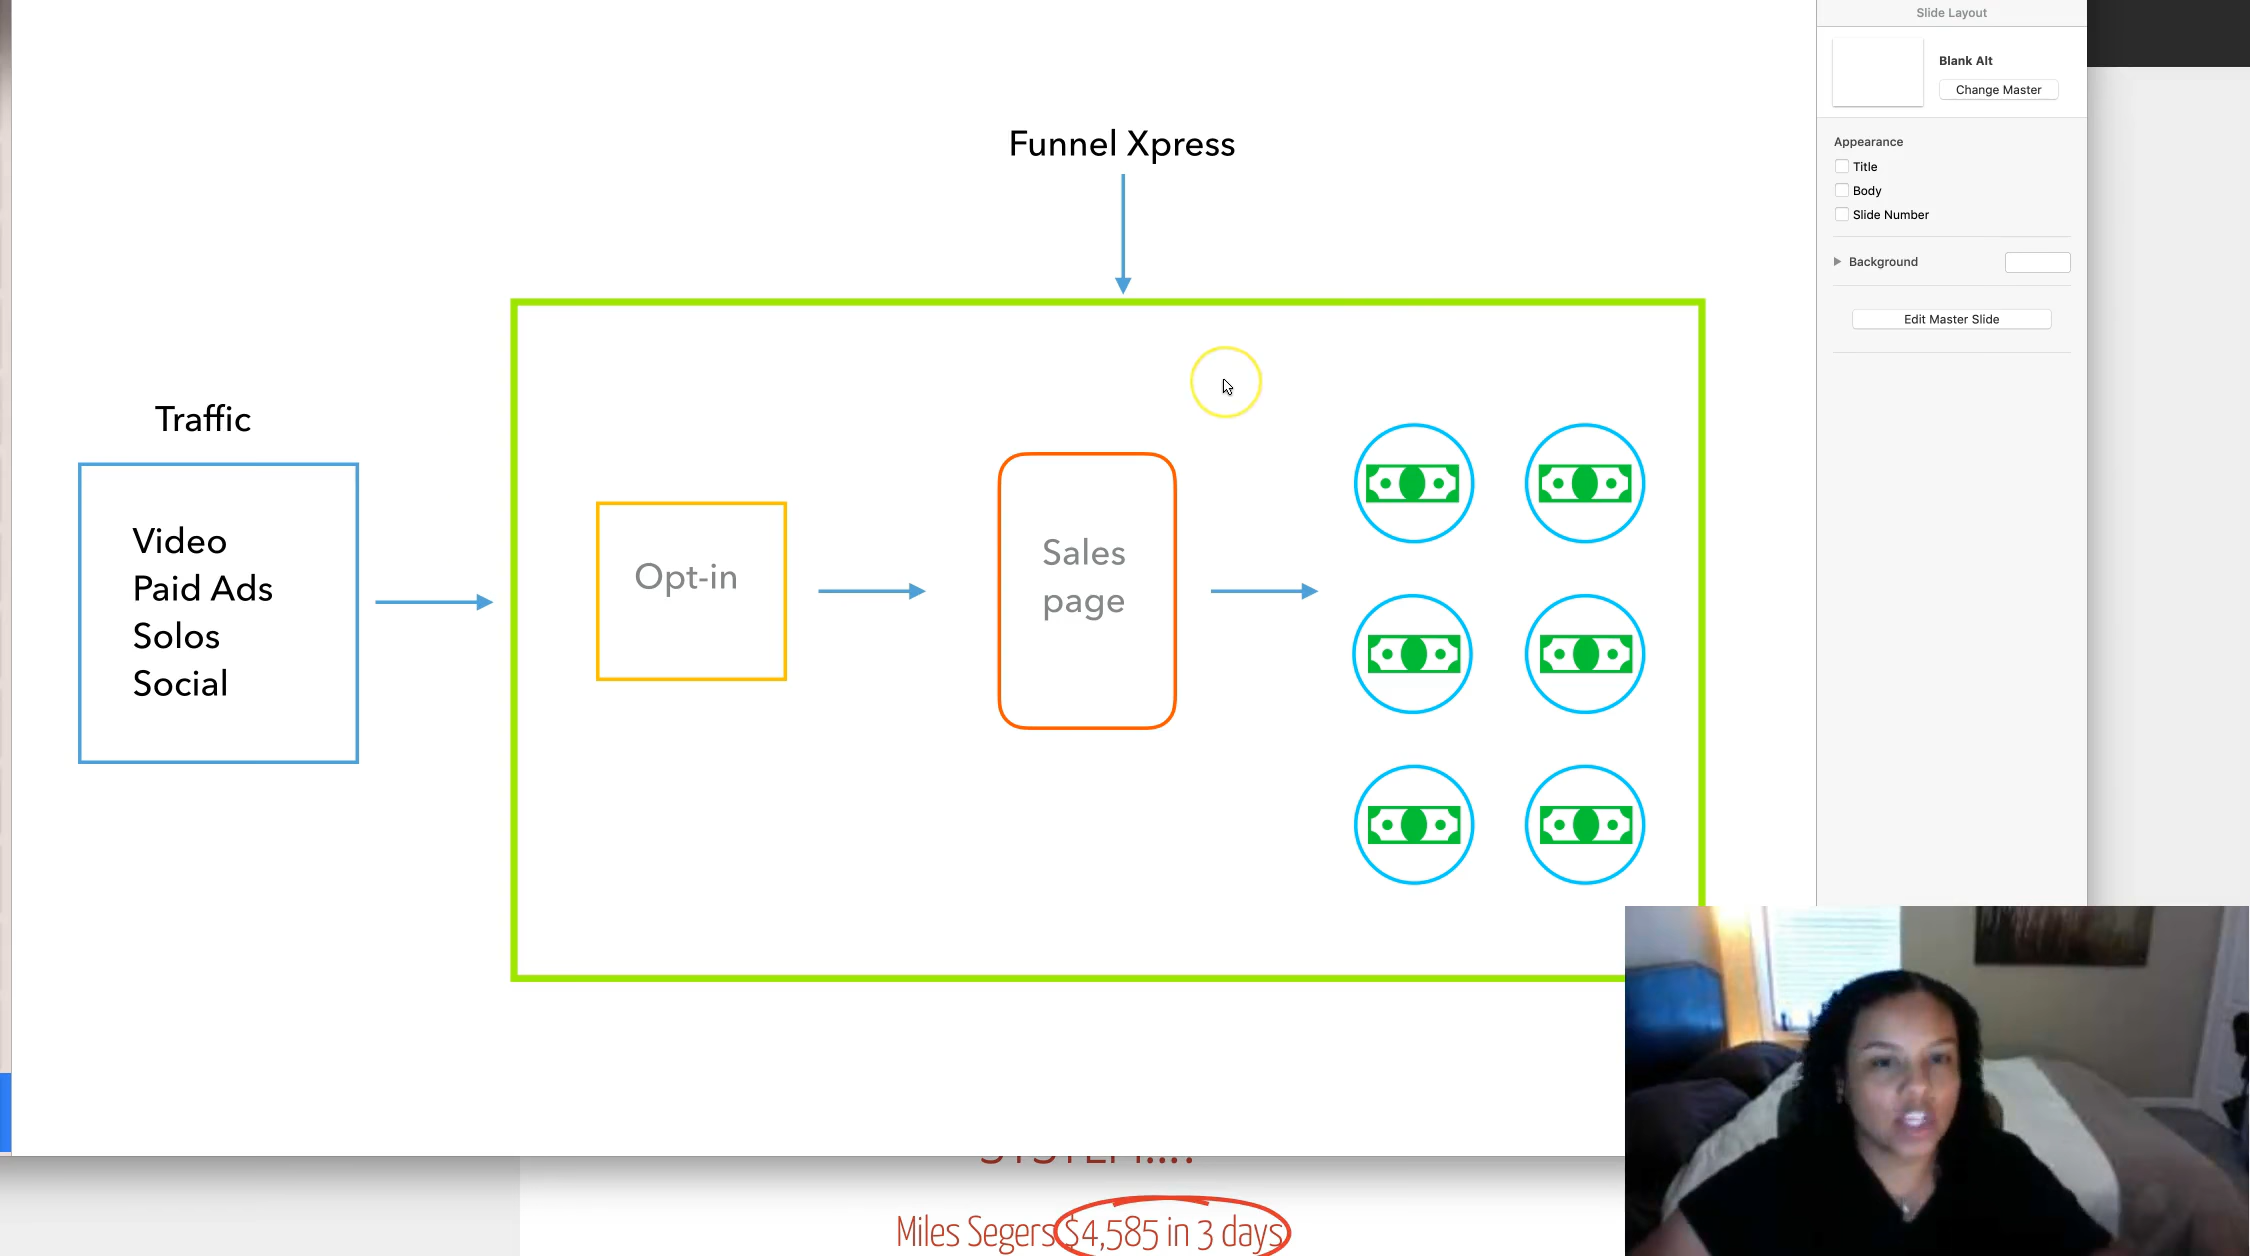 Slide Layout
Blank Alt
Change Master
Appearance
Title
Body
Slide Number
Background
Edit Master Slide
Funnel Xpress
Traffic
Video
Paid Ads
Solos
Social
Opt-in
Sales
page
SYSTEM....
Miles Segers $4,585 in 3 days